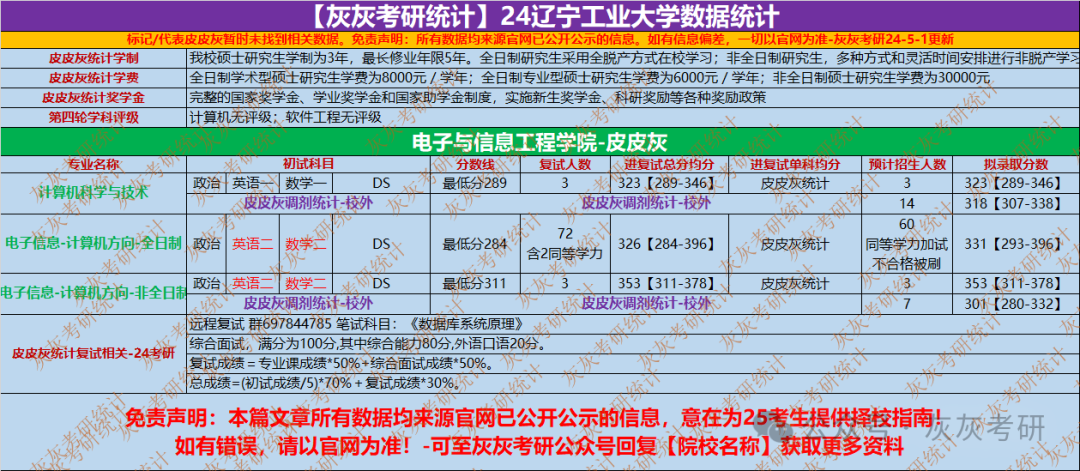 【灰灰考研统计】24辽宁工业大学数据统计
标记/代表皮皮灰暂时未找到相关数据。免责声明：所有数据均来源官网已公开公示的信息。如有信息偏差，一切以官网为准-灰灰考研24-5-1更新
皮皮灰统计学制 我校硕士研究生学制为3年，最长修业年限5年。全日制研究生采用全脱产方式在校学习；非全日制研究生，多种方式和灵活时间安排进行非脱产学习
皮皮灰统计学费 全日制学术型硕士研究生学费为8000元／学年；全日制专业型硕士研究生学费为6000元／学年；非全日制硕士研究生学费为30000元
皮皮灰统计奖学金 完整的国家奖学金、学业奖学金和国家助学金制度，实施新生奖学金、科研奖励等各种奖励政策
第四轮学科评级 计算机无评级；软件工程无评级
电子与信息工程学院-皮皮灰
专业名称 初试科目 分数线 复试人数 进复试总分均分 进复试单科均分 预计招生人数 拟录取分数
计算机科学与技术 政治 英语一 数学一 DS 最低分289 3 323【289-346】 皮皮灰统计 3 323【289-346】
皮皮灰调剂统计-校外 皮皮灰调剂统计-校外 14 318【307-338】
电子信息-计算机方向-全日制 政治 英语二 数学二 DS 最低分284 72 326【284-396】 皮皮灰统计 60 331【293-396】
含2同等学力 同等学力加试
不合格被刷
电子信息-计算机方向-非全日制 政治 英语二 数学二 DS 最低分311 3 353【311-378】 皮皮灰统计 3 353【311-378】
皮皮灰调剂统计-校外 皮皮灰调剂统计-校外 7 301【280-332】
皮皮灰统计复试相关-24考研
远程复试 群697844785 笔试科目：《数据库系统原理》
综合面试，满分为100分,其中综合能力80分,外语口语20分。
复试成绩＝专业课成绩*50%+综合面试成绩*50%。
总成绩=(初试成绩/5)*70%＋复试成绩*30%。
免责声明：本篇文章所有数据均来源官网已公开公示的信息，意在为25考生提供择校指南！
如有错误，请以官网为准！-可至灰灰考研公众号回复【院校名称】获取更多资料
公众号 灰灰考研
灰灰考研统计